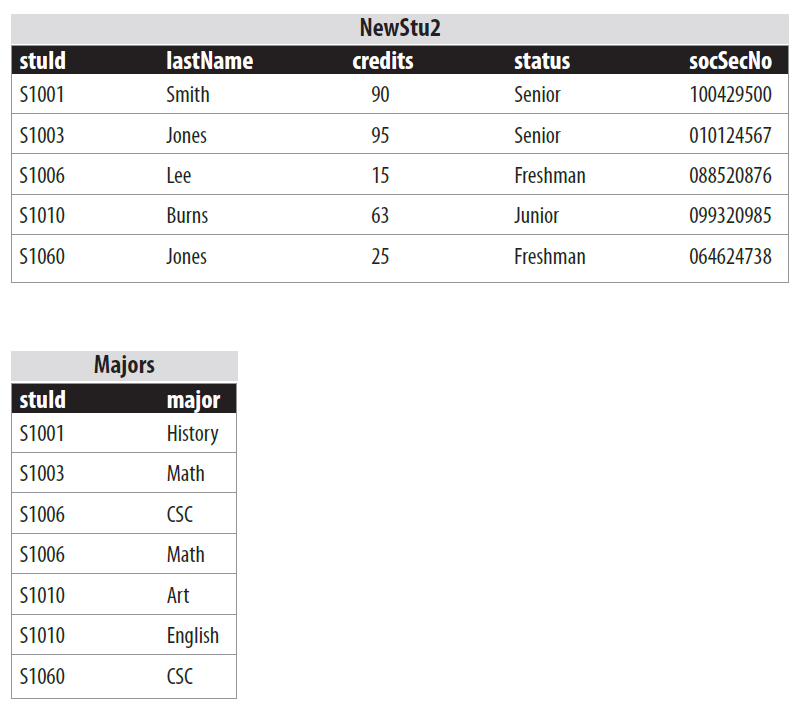 NewStu2
stuId lastName credits status socSecNo
S1001 Smith 90 Senior 100429500
S1003 Jones 95 Senior 010124567
S1006 Lee 15 Freshman 088520876
S1010 Burns 63 Junior 099320985
S1060 Jones 25 Freshman 064624738
Majors
stuId major
S1001 History
S1003 Math
S1006 CSC
S1006 Math
S1010 Art
S1010 English
S1060 CSC